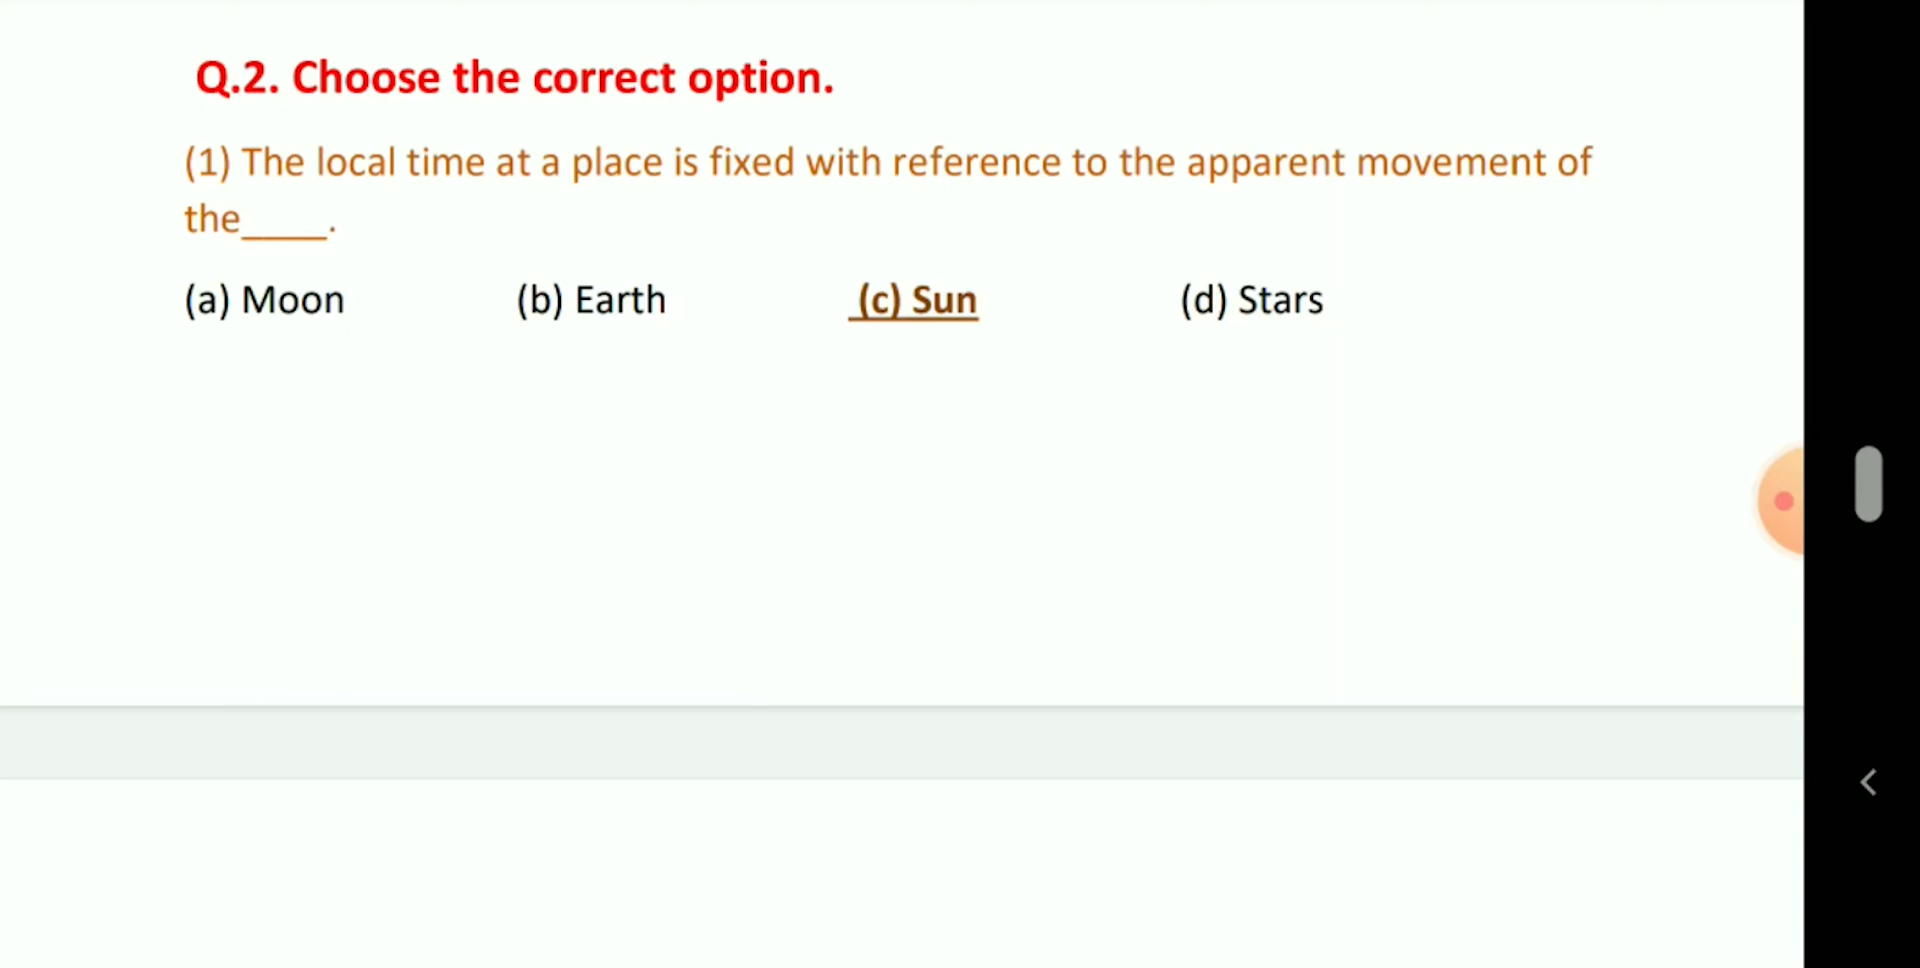 Q.2. Choose the correct option.
(1) The local time at a place is fixed with reference to the apparent movement of
the____.
(a) Moon (b) Earth (c) Sun (d) Stars